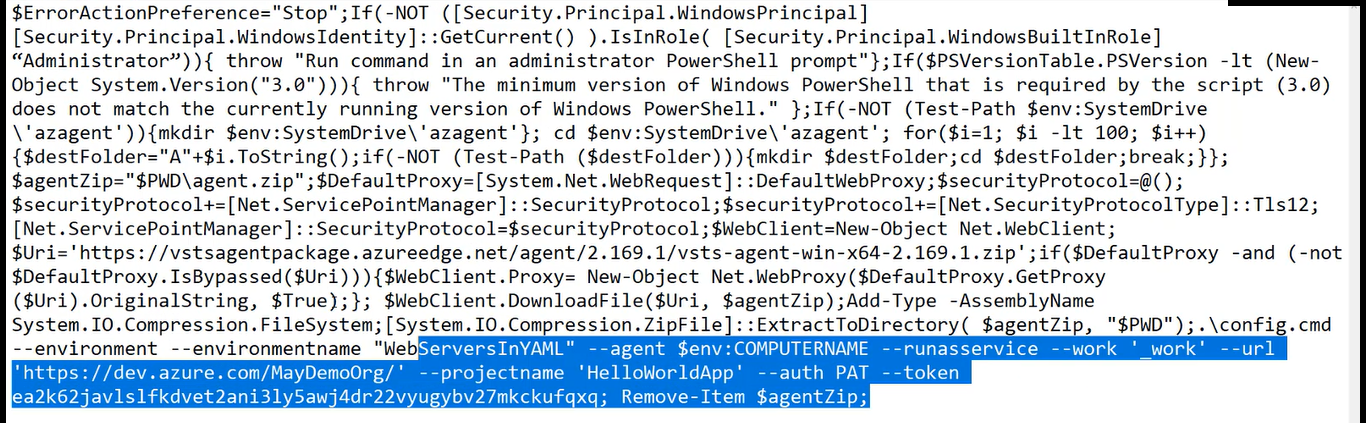 $ErrorActionPreference="Stop";If(-NOT ([Security.Principal.WindowsPrincipal]
[Security.Principal.WindowsIdentity]::GetCurrent() ).IsInRole( [Security.Principal.WindowsBuiltInRole]
“Administrator”)){ throw "Run command in an administrator PowerShell prompt"};If($PSVersionTable.PSVersion -lt (New-
Object System.Version("3.0"))){ throw "The minimum version of Windows PowerShell that is required by the script (3.0)
does not match the currently running version of Windows PowerShell." };If(-NOT (Test-Path $env:SystemDrive
\'azagent')){mkdir $env:SystemDrive\'azagent'}; cd $env:SystemDrive\'azagent'; for($i=1; $i -lt 100; $i++)
{$destFolder="A"+$i.ToString();if(-NOT (Test-Path ($destFolder))){mkdir $destFolder;cd $destFolder;break;}};
$agentZip="$PWD\agent.zip";$DefaultProxy=[System.Net.WebRequest]::DefaultWebProxy;$securityProtocol=@();
$securityProtocol+=[Net.ServicePointManager]::SecurityProtocol;$securityProtocol+=[Net.SecurityProtocolType]::Tls12;
[Net.ServicePointManager]::SecurityProtocol=$securityProtocol;$WebClient=New-Object Net.WebClient;
$Uri='https://vstsagentpackage.azureedge.net/agent/2.169.1/vsts-agent-win-x64-2.169.1.zip';if($DefaultProxy -and (-not
$DefaultProxy.IsBypassed($Uri))){$WebClient.Proxy= New-Object Net.WebProxy($DefaultProxy.GetProxy
($Uri).OriginalString, $True);}; $WebClient.DownloadFile($Uri, $agentZip);Add-Type -AssemblyName
System.IO.Compression.FileSystem;[System.IO.Compression.ZipFile]::ExtractToDirectory( $agentZip, "$PWD");.\config.cmd
--environment --environmentname "WebServersInYAML" --agent $env:COMPUTERNAME --runasservice --work '_work' --url
'https://dev.azure.com/MayDemoOrg/' --projectname 'HelloWorldApp' --auth PAT --token
ea2k62javlslfkdvet2ani3ly5awj4dr22vyugybv27mkckufqxq; Remove-Item $agentZip;